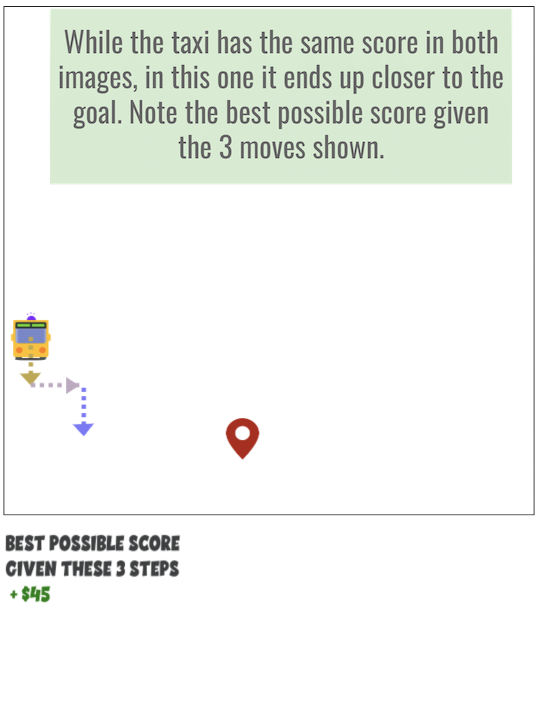 While the taxi has the same score in both
images, in this one it ends up closer to the
goal. Note the best possible score given
the 3 moves shown.
BEST POSSIBLE SCORE
GIVEN THESE 3 STEPS
+ $45